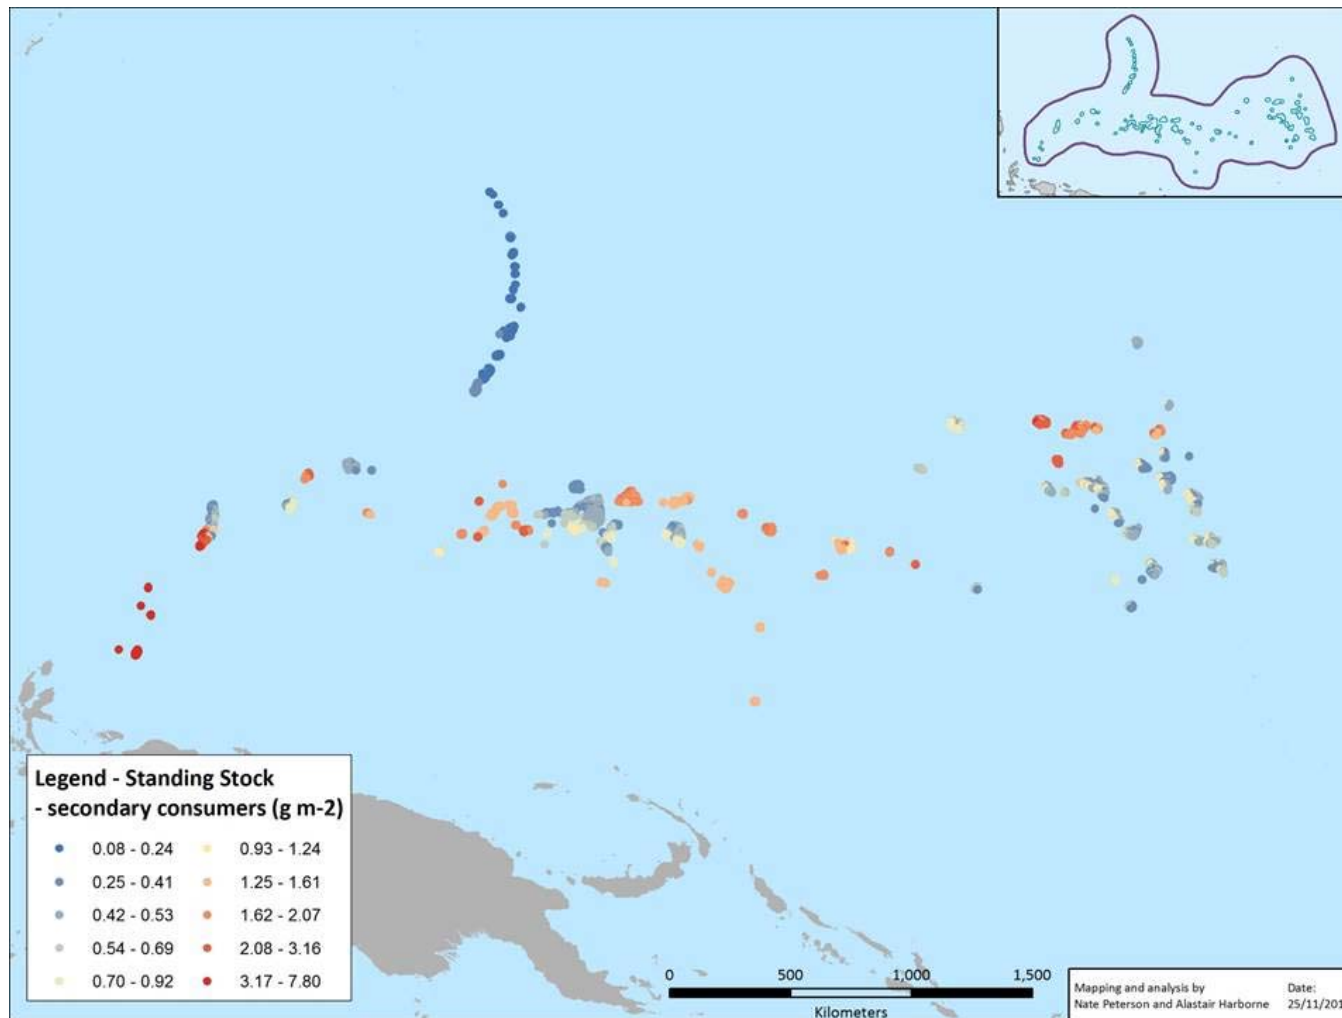 Legend - Standing Stock
- secondary consumers (g m-2)
0.08 - 0.24
0.25 - 0.41
0.42 - 0.53
0.54 - 0.69
0.70 - 0.92
0.93 - 1.24
1.25 - 1.61
1.62 - 2.07
2.08 - 3.16
3.17 - 7.80
0 500 1,000 1,500
Kilometers
Mapping and analysis by
Nate Peterson and Alastair Harborne
Date:
25/11/201